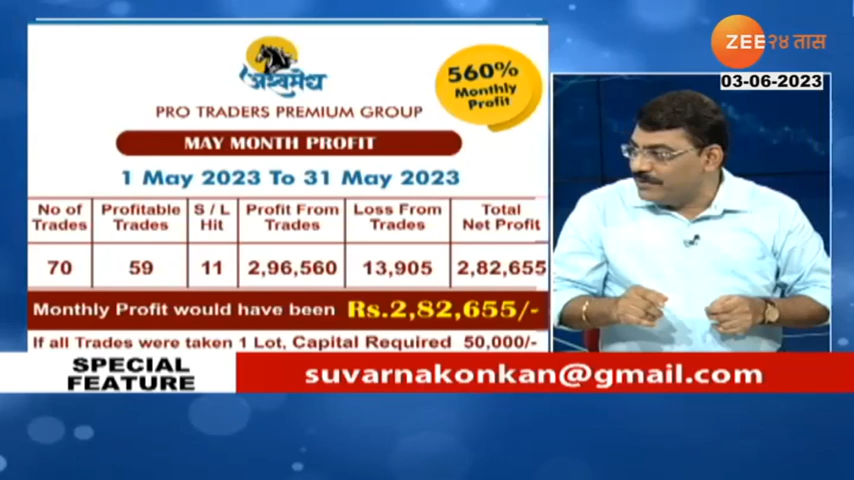 ZEE २४ तास
03-06-2023
अश्वमेध
560%
Monthly
Profit
PRO TRADERS PREMIUM GROUP
MAY MONTH PROFIT
1 May 2023 To 31 May 2023
No of Trades Profitable Trades S / L Hit Profit From Trades Loss From Trades Total Net Profit
70 59 11 2,96,560 13,905 2,82,655
Monthly Profit would have been Rs.2,82,655/-
If all Trades were taken 1 Lot, Capital Required 50,000/-
SPECIAL
FEATURE
suvarnakonkan@gmail.com